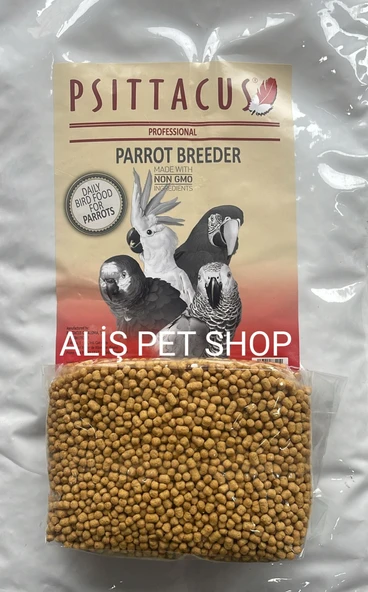 PSITTACUS®
PROFESSIONAL
PARROT BREEDER
MADE WITH
NON GMO
INGREDIENTS
DAILY
BIRD FOOD
FOR
PARROTS
ALİŞ PET SHOP